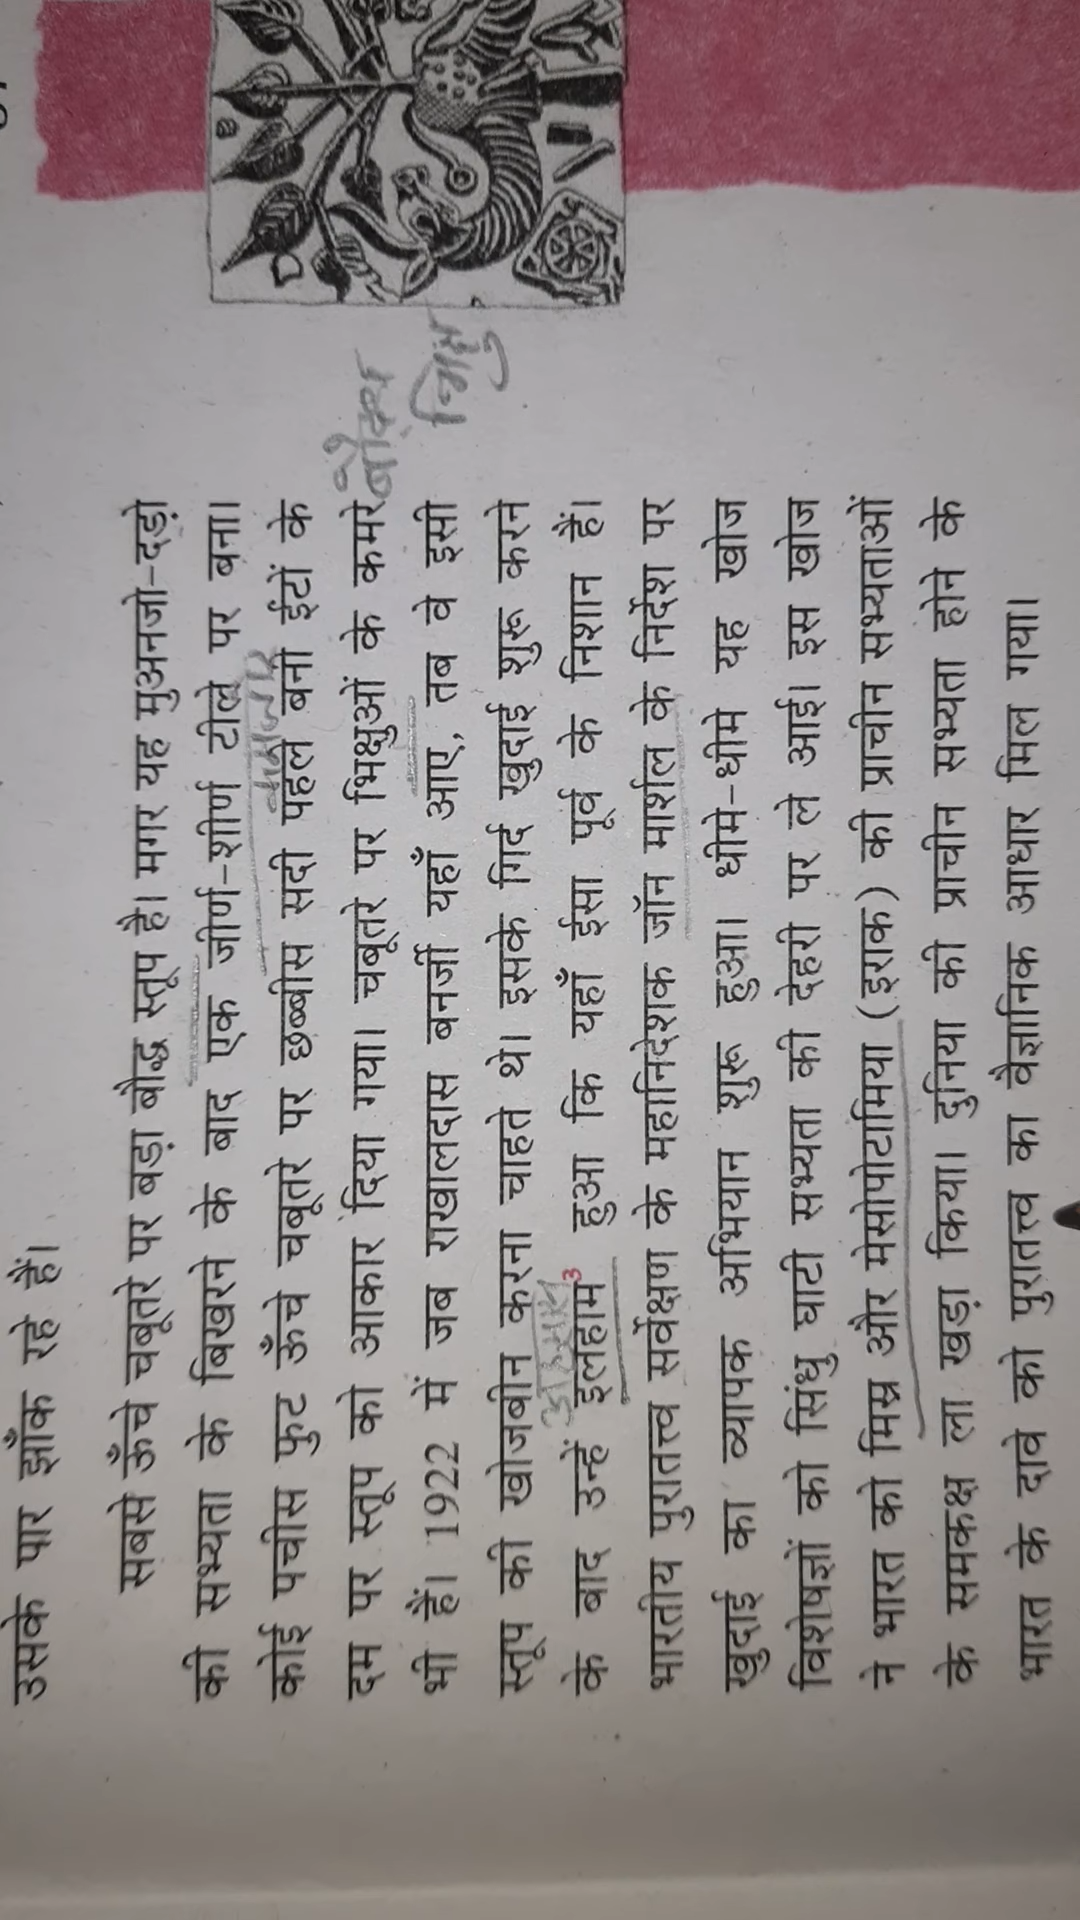 उसके पार झाँक रहे हैं।
सबसे ऊँचे चबूतरे पर बड़ा बौद्ध स्तूप है। मगर यह मुअनजो-दड़ो
की सभ्यता के बिखरने के बाद एक जीर्ण-शीर्ण टीले पर बना।
कोई पचीस फुट ऊँचे चबूतरे पर छब्बीस सदी पहले बनी ईंटों के
दम पर स्तूप को आकार दिया गया। चबूतरे पर भिक्षुओं के कमरे
भी हैं। 1922 में जब राखालदास बनर्जी यहाँ आए, तब वे इसी
स्तूप की खोजबीन करना चाहते थे। इसके गिर्द खुदाई शुरू करने
के बाद उन्हें इलहाम3 हुआ कि यहाँ ईसा पूर्व के निशान हैं।
भारतीय पुरातत्त्व सर्वेक्षण के महानिदेशक जॉन मार्शल के निर्देश पर
खुदाई का व्यापक अभियान शुरू हुआ। धीमे-धीमे यह खोज
विशेषज्ञों को सिंधु घाटी सभ्यता की देहरी पर ले आई। इस खोज
ने भारत को मिस्र और मेसोपोटामिया (इराक) की प्राचीन सभ्यताओं
के समकक्ष ला खड़ा किया। दुनिया की प्राचीन सभ्यता होने के
भारत के दावे को पुरातत्त्व का वैज्ञानिक आधार मिल गया।